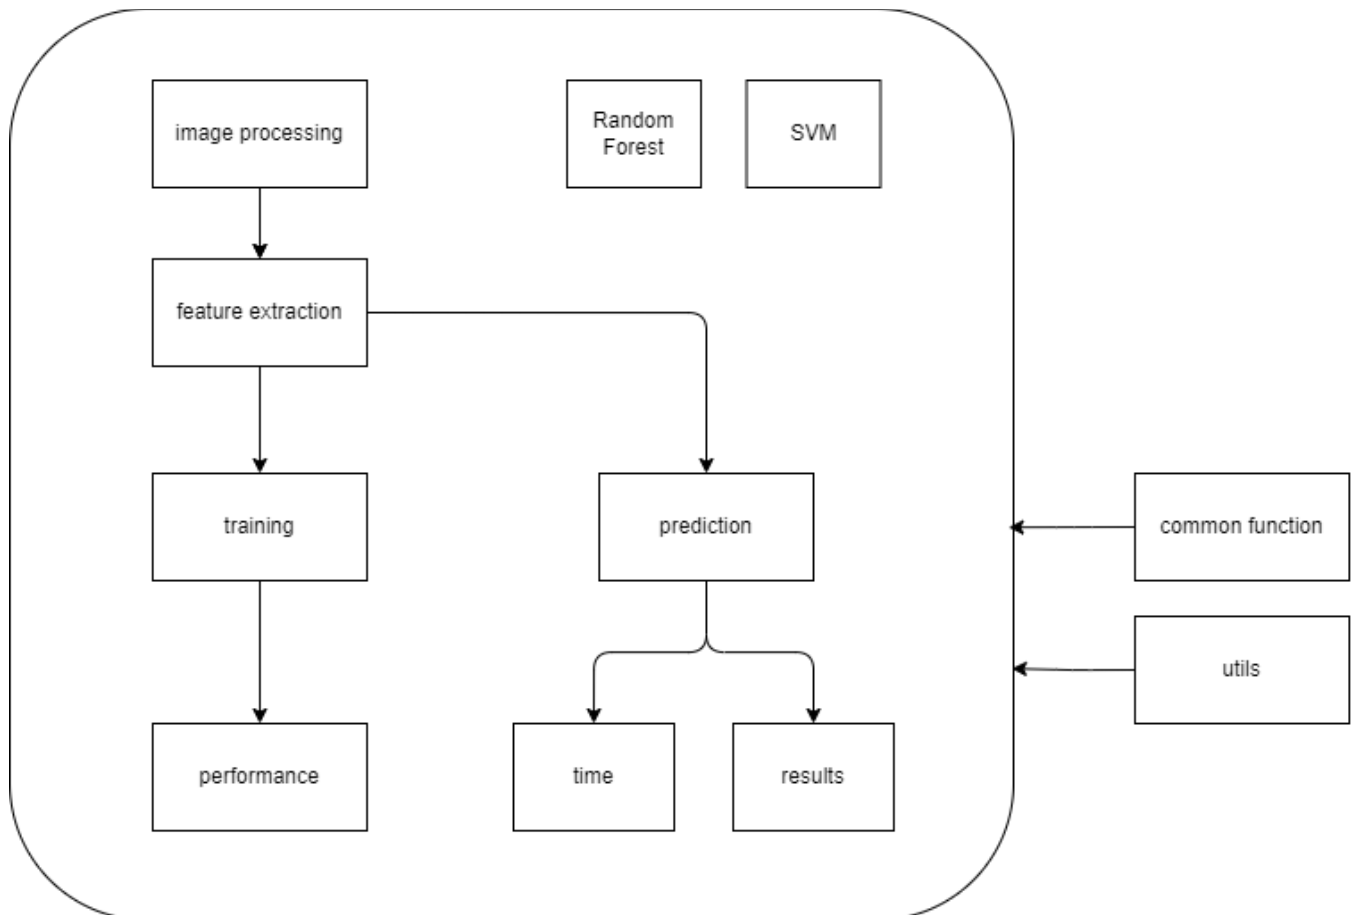 image processing
Random
Forest
SVM
feature extraction
training
prediction
common function
utils
performance
time
results